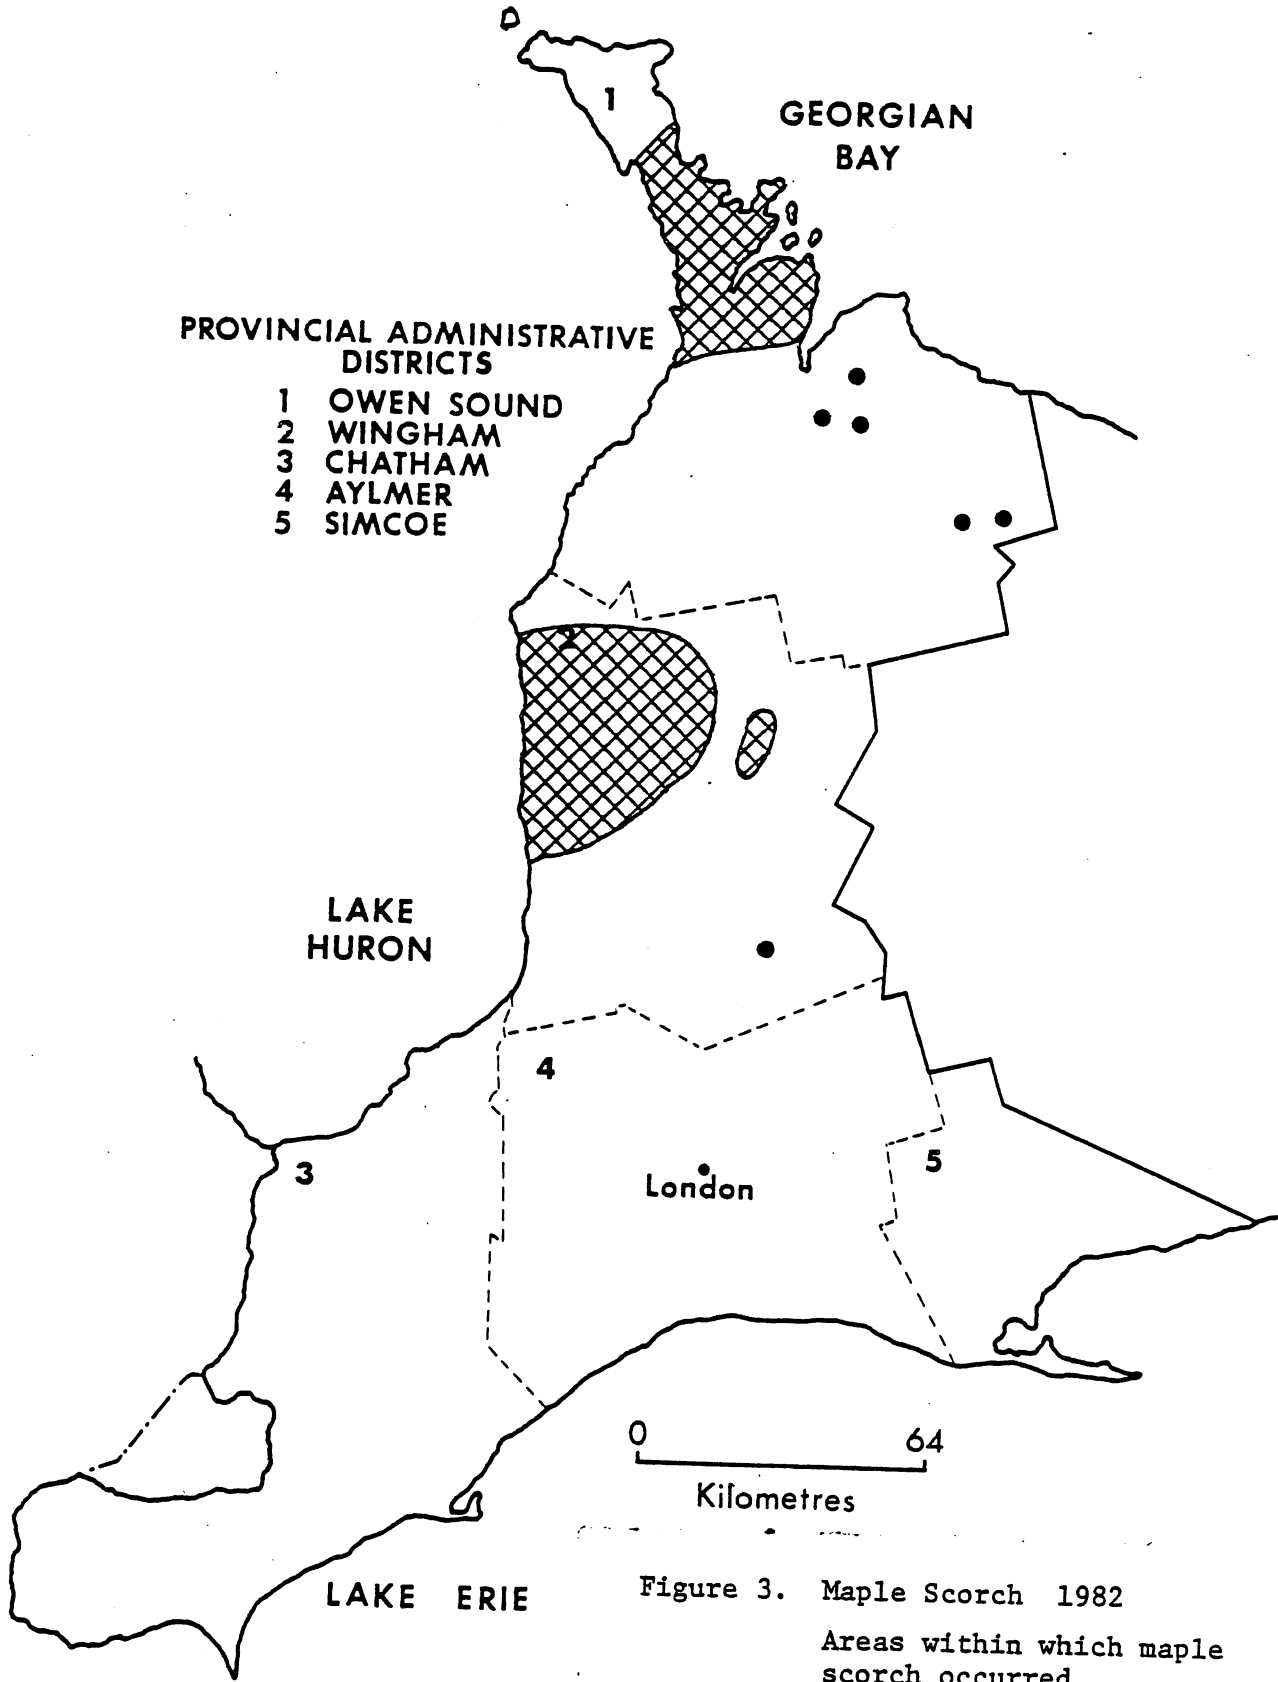 1
GEORGIAN
BAY
PROVINCIAL ADMINISTRATIVE
DISTRICTS
1 OWEN SOUND
2 WINGHAM
3 CHATHAM
4 AYLMER
5 SIMCOE
2
LAKE
HURON
4
3
5
London
0 64
Kilometres
LAKE ERIE
Figure 3. Maple Scorch 1982
Areas within which maple
scorch occurred